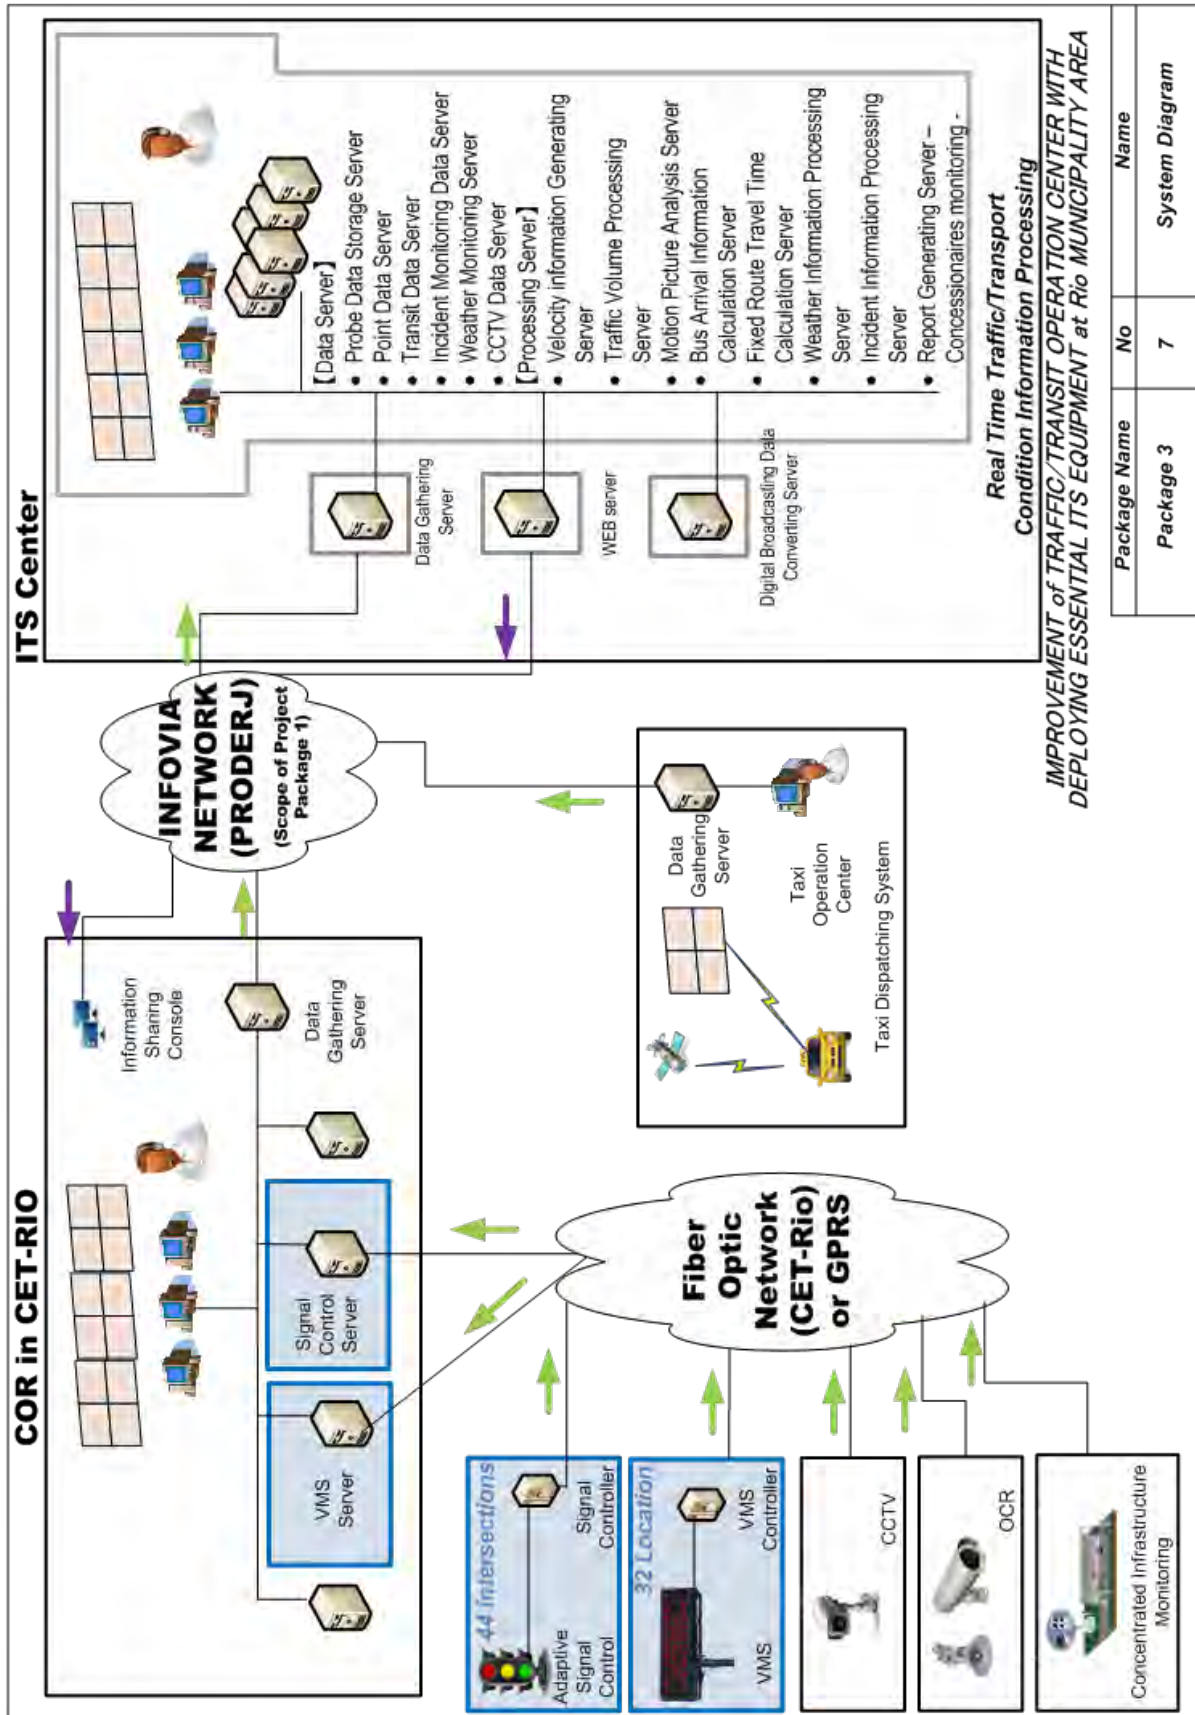 COR in CET-RIO
ITS Center
Information
Sharing
Console
Data
Gathering
Server
Signal
Control
Server
VMS
Server
INFOVIA
NETWORK
(PRODERJ)
(Scope of Project
Package 1)
【Data Server】
• Probe Data Storage Server
• Point Data Server
• Transit Data Server
• Incident Monitoring Data Server
• Weather Monitoring Server
• CCTV Data Server
【Processing Server】
• Velocity information Generating
Server
• Traffic Volume Processing
Server
• Motion Picture Analysis Server
• Bus Arrival Information
Calculation Server
• Fixed Route Travel Time
Calculation Server
• Weather Information Processing
Server
• Incident Information Processing
Server
• Report Generating Server –
Concessionaires monitoring -
Data Gathering
Server
WEB server
Digital Broadcasting Data
Converting Server
Real Time Traffic/Transport
Condition Information Processing
44 intersections
Adaptive
Signal
Control
Signal
Controller
32 Location
VMS
VMS
Controller
CCTV
OCR
Concentrated Infrastructure
Monitoring
Fiber
Optic
Network
(CET-Rio)
or GPRS
Data
Gathering
Server
Taxi
Operation
Center
Taxi Dispatching System
IMPROVEMENT of TRAFFIC/TRANSIT OPERATION CENTER WITH
DEPLOYING ESSENTIAL ITS EQUIPMENT at Rio MUNICIPALITY AREA
Package Name No Name
Package 3 7 System Diagram